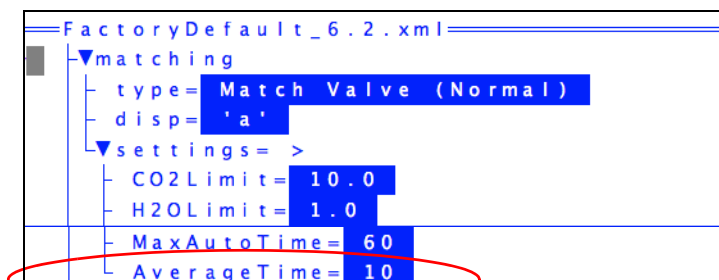 FactoryDefault_6.2.xml
matching
type= Match Valve (Normal)
disp= 'a'
settings= >
CO2Limit= 10.0
H2OLimit= 1.0
MaxAutoTime= 60
AverageTime= 10